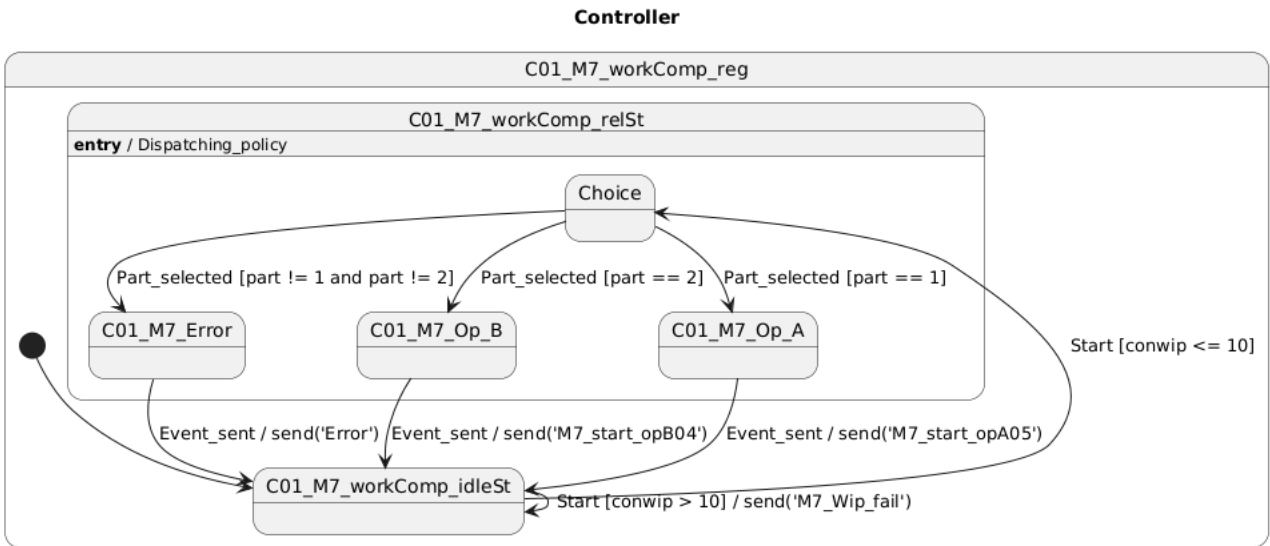 Controller
C01_M7_workComp_reg
C01_M7_workComp_relSt
entry / Dispatching_policy
Choice
Part_selected [part != 1 and part != 2]
Part_selected [part == 2]
Part_selected [part == 1]
C01_M7_Error
C01_M7_Op_B
C01_M7_Op_A
Start [conwip <= 10]
Event_sent / send('Error')
Event_sent / send('M7_start_opB04')
Event_sent / send('M7_start_opA05')
C01_M7_workComp_idleSt
Start [conwip > 10] / send('M7_Wip_fail')